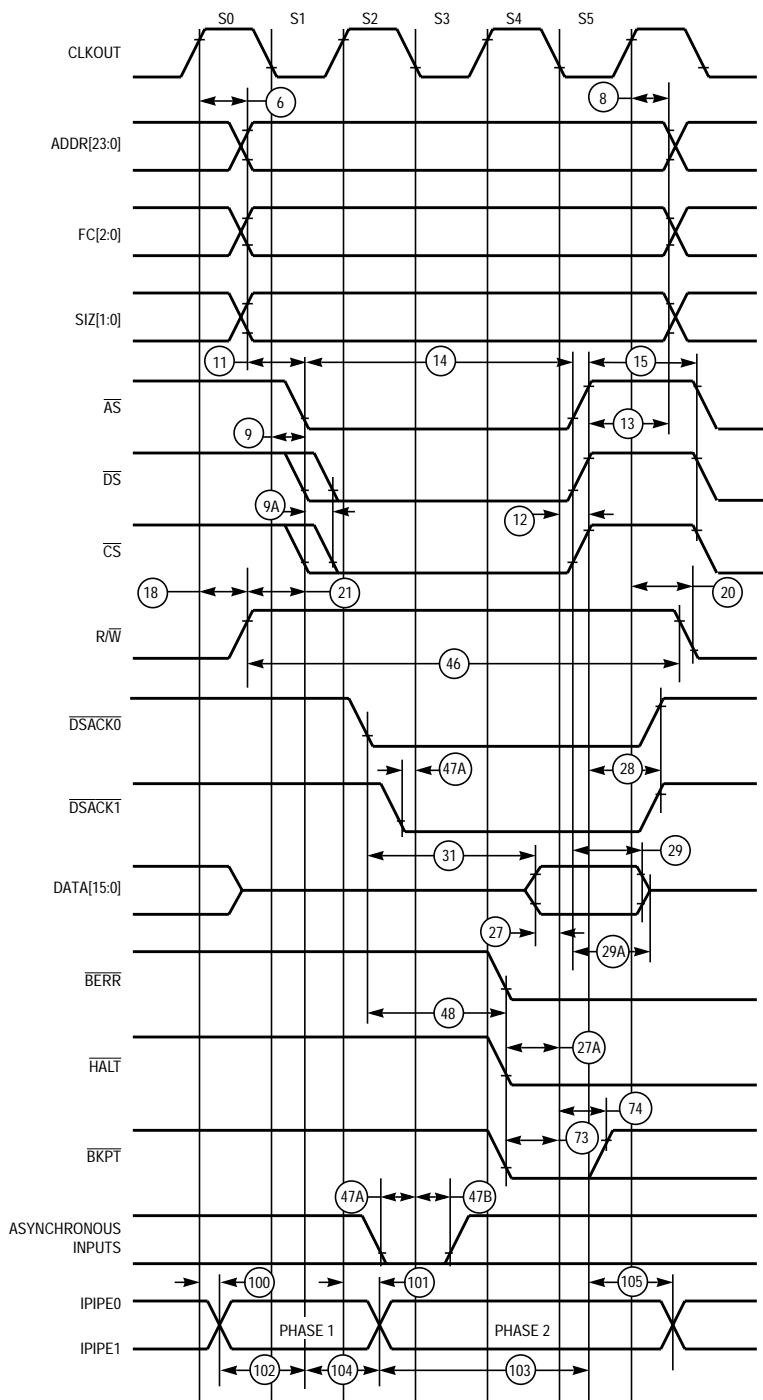 S0 S1 S2 S3 S4 S5
CLKOUT
6 8
ADDR[23:0]
FC[2:0]
SIZ[1:0]
11 14 15
AS
9 13
DS
9A 12
CS
18 21 20
R/W
46
DSACK0
47A 28
DSACK1
31 29
DATA[15:0]
27 29A
BERR
48
27A
HALT
74
73
BKPT
47A 47B
ASYNCHRONOUS
INPUTS
100 101 105
IPIPE0
PHASE 1 PHASE 2
IPIPE1
102 104 103